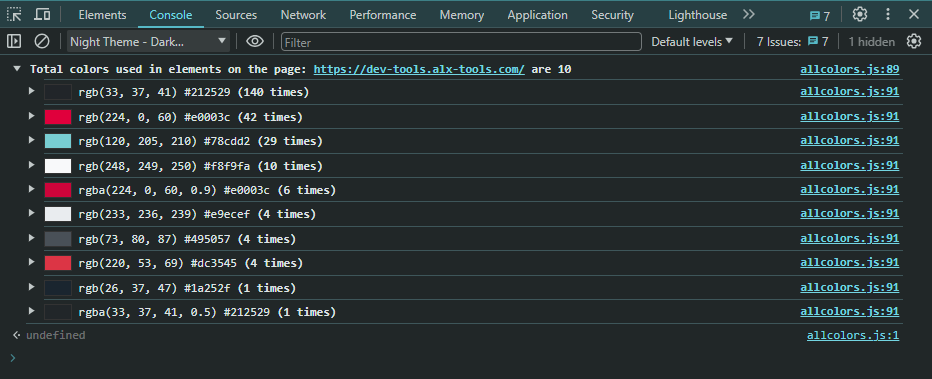 Elements Console Sources Network Performance Memory Application Security Lighthouse 7
Night Theme - Dark... Filter Default levels 7 Issues: 7 1 hidden
Total colors used in elements on the page: https://dev-tools.alx-tools.com/ are 10 allcolors.js:89
rgb(33, 37, 41) #212529 (140 times) allcolors.js:91
rgb(224, 0, 60) #e0003c (42 times) allcolors.js:91
rgb(120, 205, 210) #78cdd2 (29 times) allcolors.js:91
rgb(248, 249, 250) #f8f9fa (10 times) allcolors.js:91
rgba(224, 0, 60, 0.9) #e0003c (6 times) allcolors.js:91
rgb(233, 236, 239) #e9ecef (4 times) allcolors.js:91
rgb(73, 80, 87) #495057 (4 times) allcolors.js:91
rgb(220, 53, 69) #dc3545 (4 times) allcolors.js:91
rgb(26, 37, 47) #1a252f (1 times) allcolors.js:91
rgba(33, 37, 41, 0.5) #212529 (1 times) allcolors.js:91
undefined allcolors.js:1